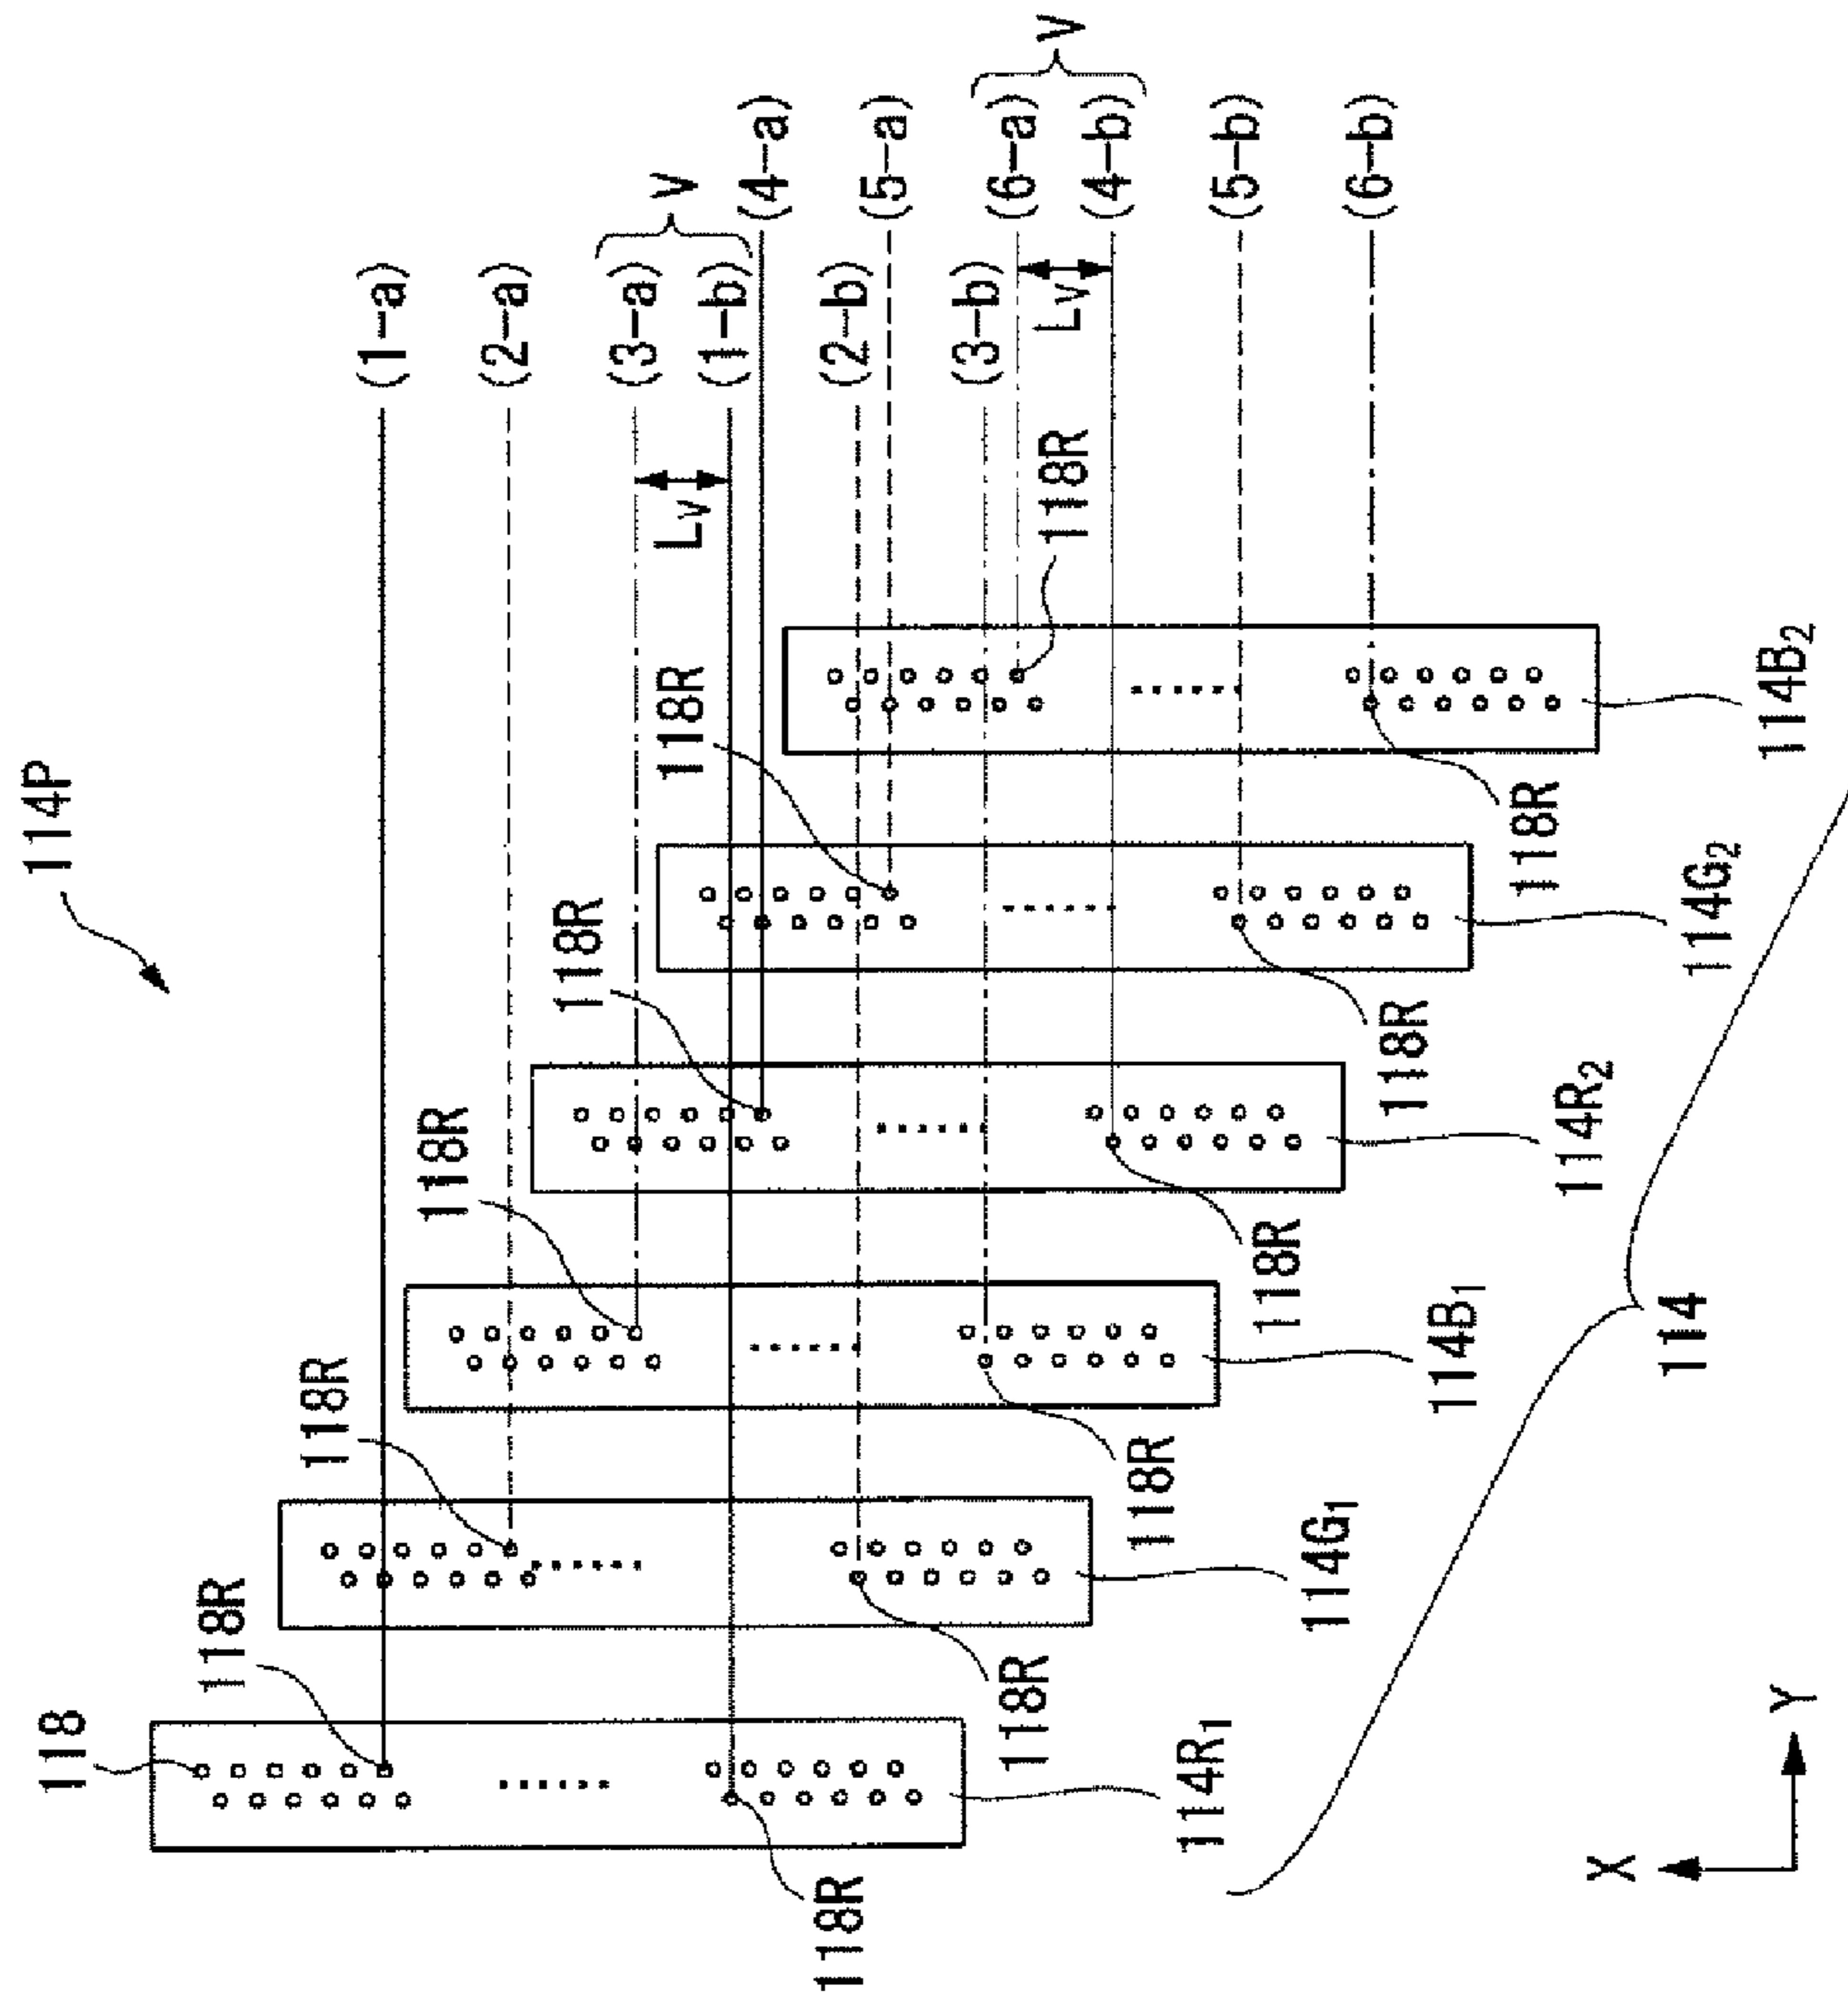 114P
(1-a)
(2-a)
(3-a)
(1-b)
V
(4-a)
(2-b)
(5-a)
(3-b)
(6-a)
(4-b)
V
(5-b)
(6-b)
LV
LV
118
118R
118R
118R
118R
118R
118R
118R
118R
118R
118R
118R
118R
114R1
114G1
114B1
114R2
114G2
114B2
114
X
Y